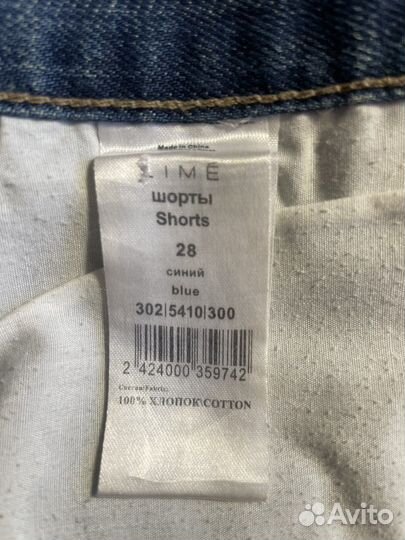 Made in China
LIMÉ
шорты
Shorts
28
синий
blue
302|5410|300
2 424000 359742
Состав/Fabric:
100% ХЛОПОК\COTTON
Avito